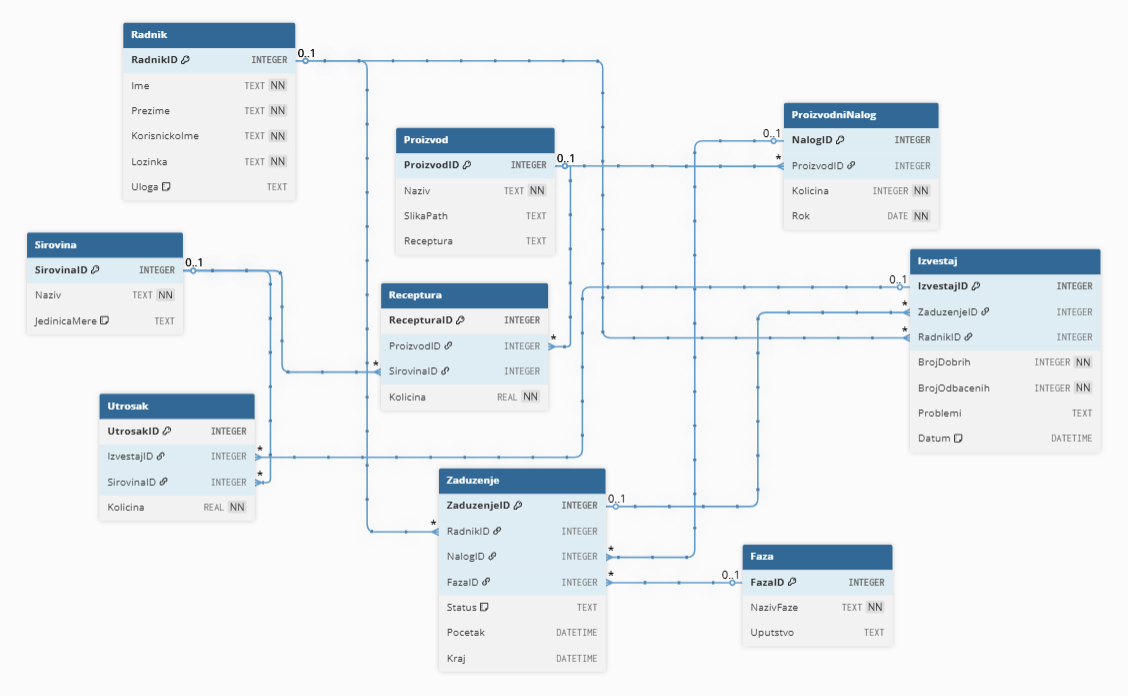 Radnik
RadnikID INTEGER
Ime TEXT NN
Prezime TEXT NN
KorisnickoIme TEXT NN
Lozinka TEXT NN
Uloga TEXT
0..1
Proizvod
ProizvodID INTEGER
Naziv TEXT NN
SlikaPath TEXT
Receptura TEXT
0..1
ProizvodniNalog
NalogID INTEGER
ProizvodID INTEGER
Kolicina INTEGER NN
Rok DATE NN
0..1
*
Sirovina
SirovinaID INTEGER
Naziv TEXT NN
JedinicaMere TEXT
0..1
Receptura
RecepturaID INTEGER
ProizvodID INTEGER
SirovinaID INTEGER
Kolicina REAL NN
*
*
Izvestaj
IzvestajID INTEGER
ZaduzenjeID INTEGER
RadnikID INTEGER
BrojDobrih INTEGER NN
BrojOdbacenih INTEGER NN
Problemi TEXT
Datum DATETIME
0..1
*
*
Utrosak
UtrosakID INTEGER
IzvestajID INTEGER
SirovinaID INTEGER
Kolicina REAL NN
*
*
Zaduzenje
ZaduzenjeID INTEGER
RadnikID INTEGER
NalogID INTEGER
FazaID INTEGER
Status TEXT
Pocetak DATETIME
Kraj DATETIME
0..1
*
*
*
Faza
FazaID INTEGER
NazivFaze TEXT NN
Uputstvo TEXT
0..1